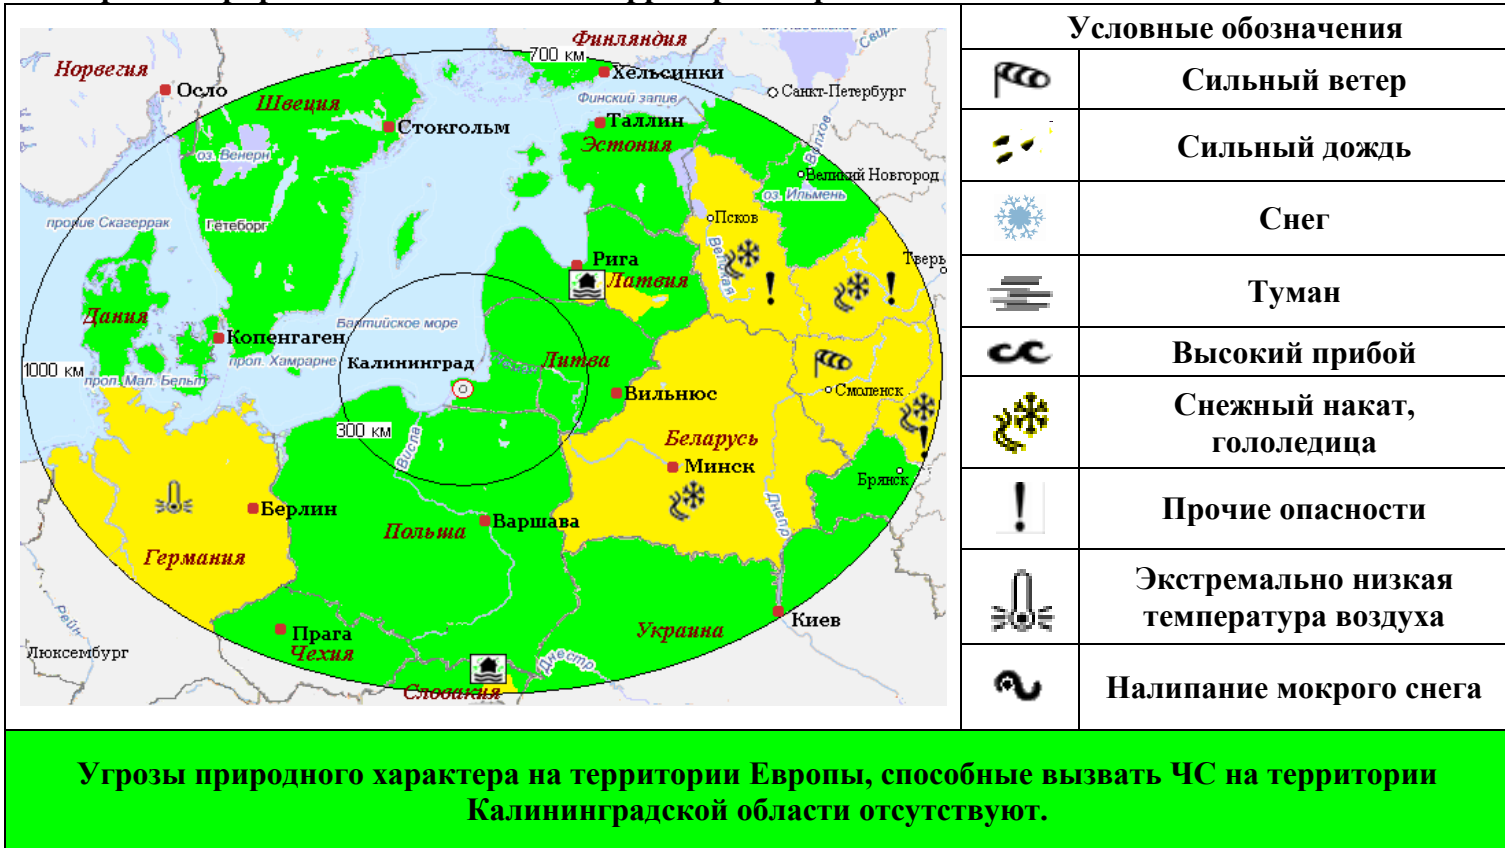 Финляндия
700 км
Свирь
Норвегия
Хельсинки
Осло
Санкт-Петербург
Швеция
Финский залив
Стокгольм
Таллин
Эстония
Волхов
оз. Венерн
Великий Новгород
оз. Ильмень
пролив Скагеррак
Гётеборг
Псков
Великая
Рига
Тверь
Латвия
Дания
Балтийское море
Копенгаген
Литва
1000 км
прол. Хамрарне
Калининград
прол. Мал. Бельт
Вильнюс
Смоленск
300 км
Висла
Беларусь
Минск
Брянск
Днепр
Берлин
Варшава
Польша
Германия
Рейн
Прага
Чехия
Украина
Киев
Люксембург
Днестр
Словакия
Условные обозначения
Сильный ветер
Сильный дождь
Снег
Туман
Высокий прибой
Снежный накат,
гололедица
Прочие опасности
Экстремально низкая
температура воздуха
Налипание мокрого снега
Угрозы природного характера на территории Европы, способные вызвать ЧС на территории
Калининградской области отсутствуют.